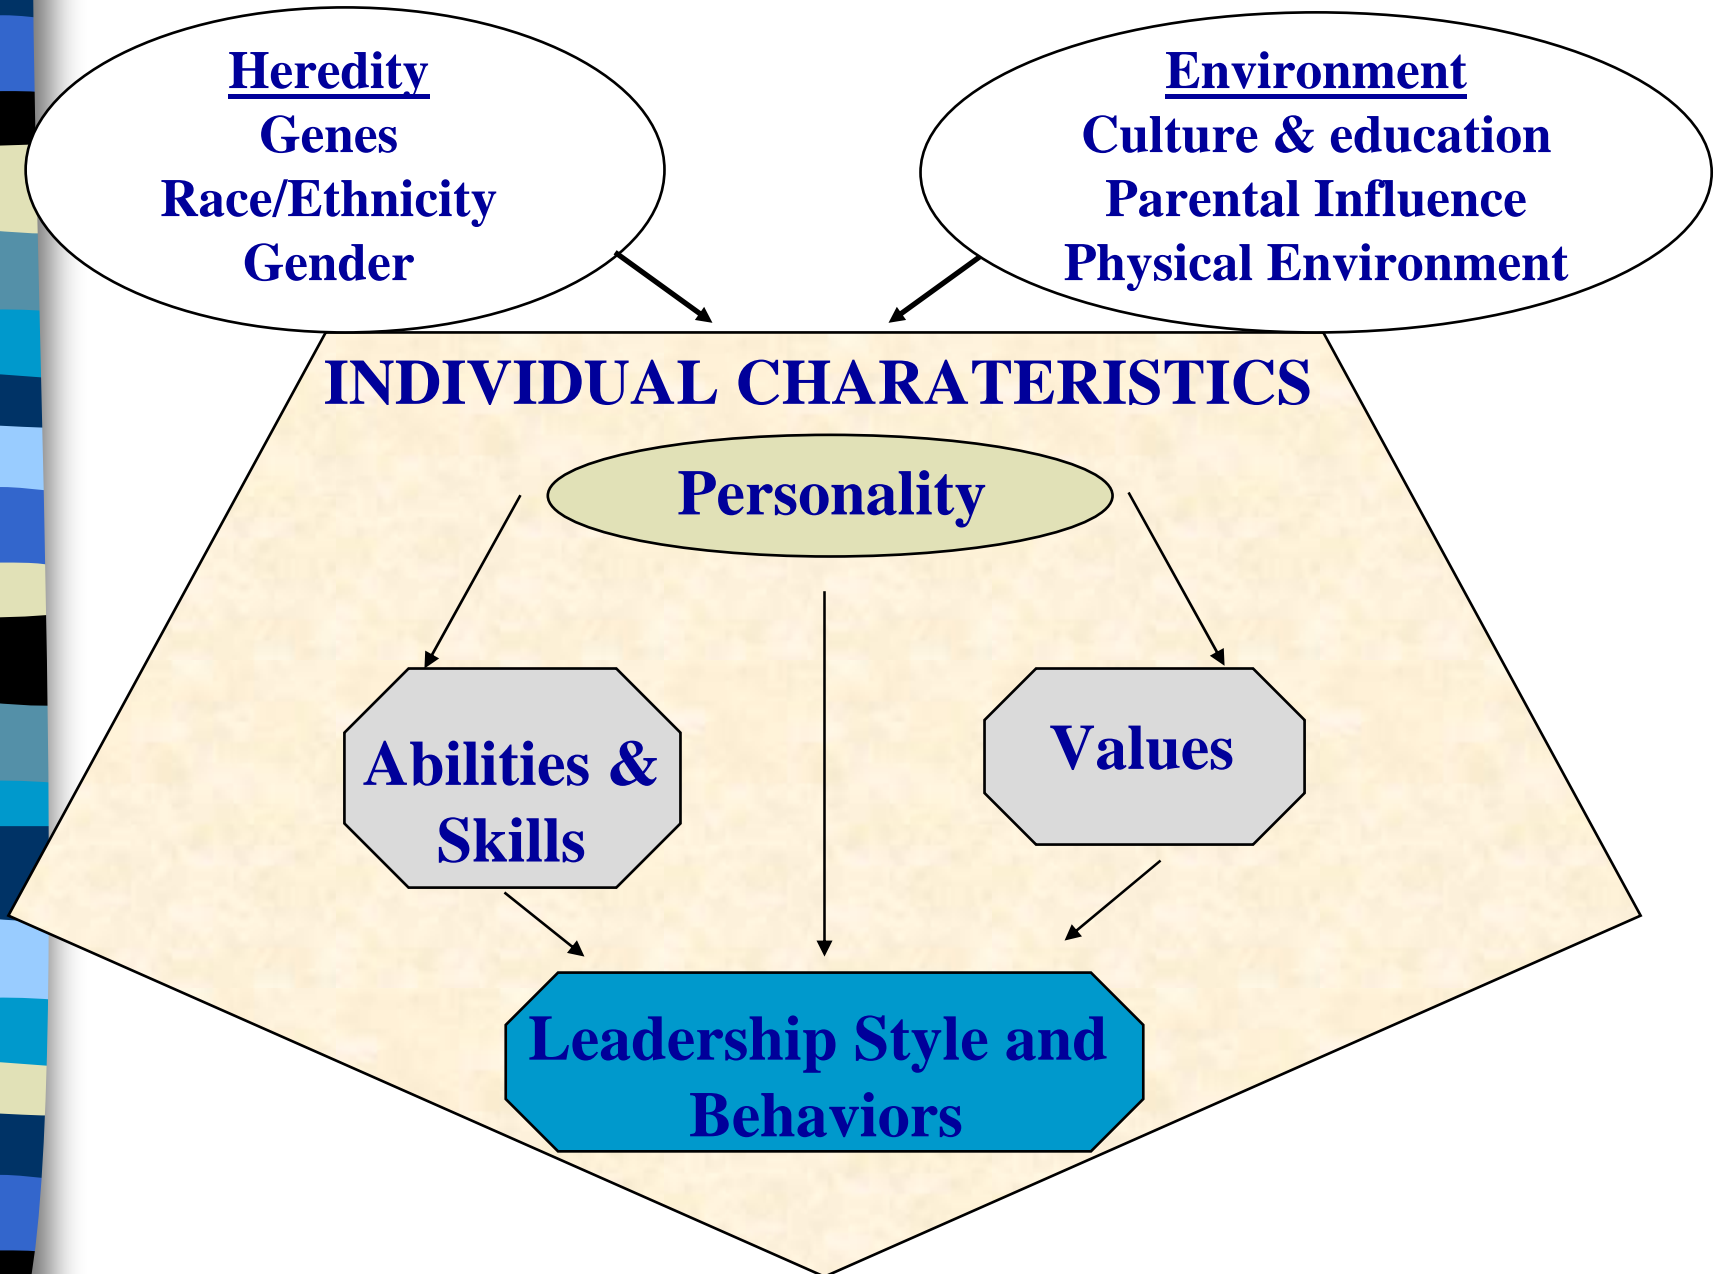 Heredity
Genes
Race/Ethnicity
Gender
Environment
Culture & education
Parental Influence
Physical Environment
INDIVIDUAL CHARATERISTICS
Personality
Abilities &
Skills
Values
Leadership Style and
Behaviors